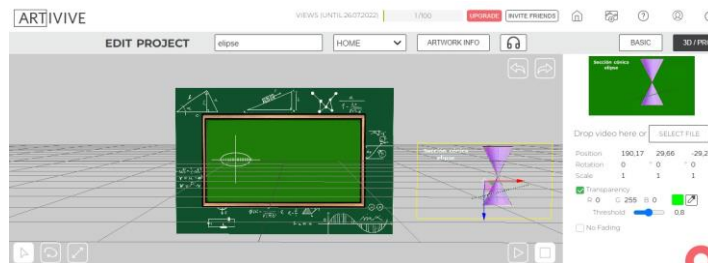 ARTIVIVE
VIEWS (UNTIL 26.07.2022)
1/100
UPGRADE
INVITE FRIENDS
EDIT PROJECT
elipse
HOME
ARTWORK INFO
BASIC
3D / PR
Sección cónica
elipse
Sección cónica
elipse
Drop video here or
SELECT FILE
Position 190,17 29,66 -29,2
Rotation 0 ° 0 ° 0
Scale 1 1 1
Transparency
R 0 G 255 B 0
Threshold 0,8
No Fading